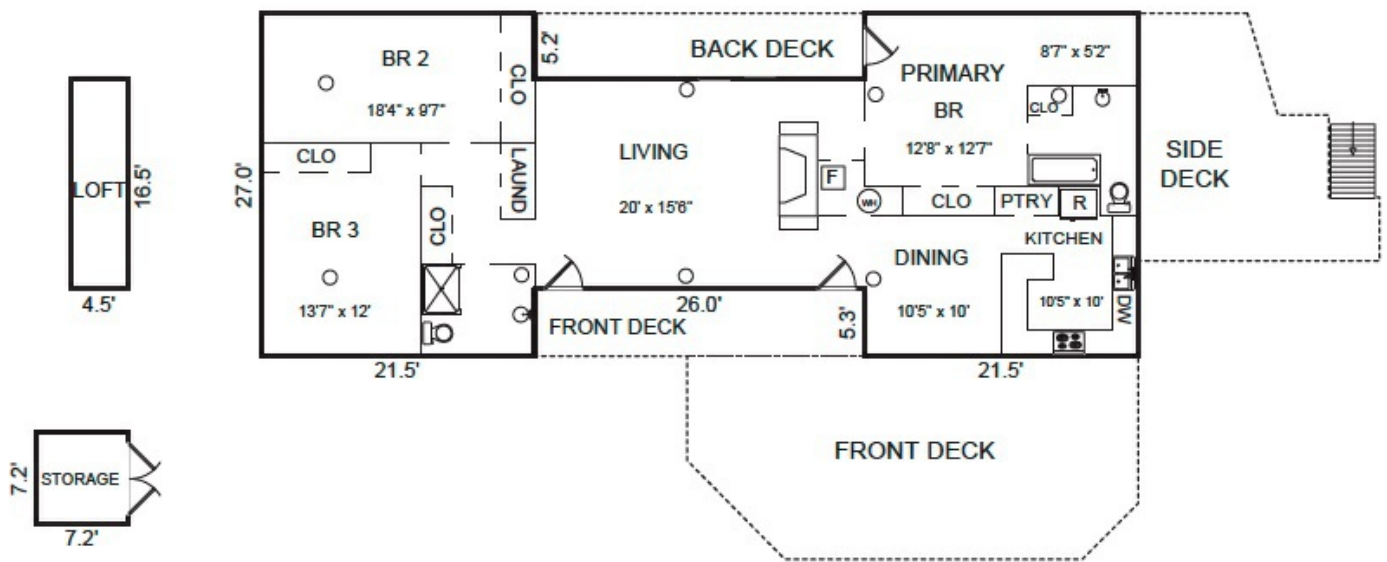 BR 2
18'4" x 9'7"
CLO
5.2'
BACK DECK
PRIMARY
BR
12'8" x 12'7"
8'7" x 5'2"
CLO
LOFT
16.5'
4.5'
27.0'
CLO
BR 3
13'7" x 12'
CLO
LAUND
LIVING
20' x 15'6"
F
WH
CLO
PTRY
R
SIDE
DECK
KITCHEN
10'5" x 10'
DW
DINING
10'5" x 10'
26.0'
5.3'
FRONT DECK
21.5'
21.5'
FRONT DECK
7.2'
STORAGE
7.2'